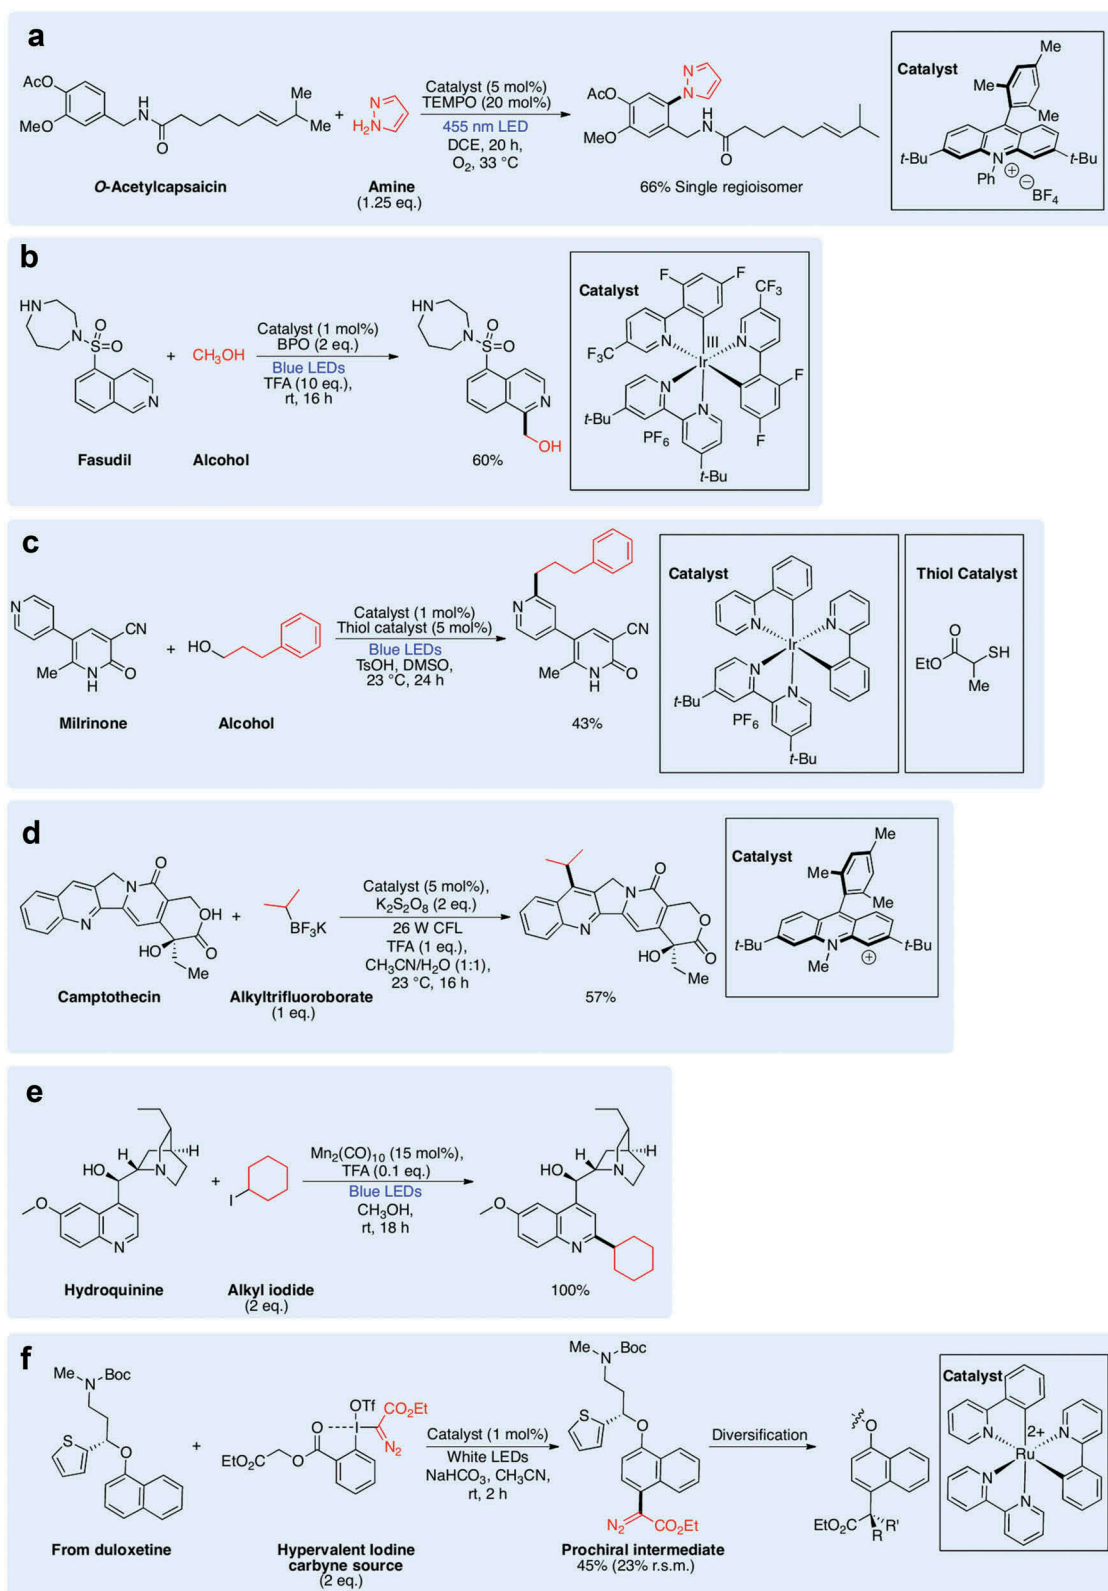 a
AcO
MeO
N
H
O
Me
Me
O-Acetylcapsaicin
+
N
N
H₂
Amine
(1.25 eq.)
Catalyst (5 mol%)
TEMPO (20 mol%)
455 nm LED
DCE, 20 h,
O₂, 33 °C
N
N
AcO
MeO
H
N
O
Me
Me
66% Single regioisomer
Catalyst
Me
Me
Me
t-Bu
t-Bu
N
Ph
+
−
BF₄
b
HN
N
O
S
O
N
Fasudil
+
CH₃OH
Alcohol
Catalyst (1 mol%)
BPO (2 eq.)
Blue LEDs
TFA (10 eq.),
rt, 16 h
HN
N
O
S
O
N
OH
60%
Catalyst
F
F
CF₃
F₃C
N
III
Ir
N
N
N
F
F
t-Bu
PF₆
t-Bu
c
N
CN
Me
N
H
O
Milrinone
+
HO
Alcohol
Catalyst (1 mol%)
Thiol catalyst (5 mol%)
Blue LEDs
TsOH, DMSO,
23 °C, 24 h
N
CN
Me
N
H
O
43%
Catalyst
N
N
Ir
N
N
t-Bu
PF₆
t-Bu
Thiol Catalyst
O
EtO
SH
Me
d
O
N
N
OH
HO
O
Me
Camptothecin
+
BF₃K
Alkyltrifluoroborate
(1 eq.)
Catalyst (5 mol%),
K₂S₂O₈ (2 eq.)
26 W CFL
TFA (1 eq.),
CH₃CN/H₂O (1:1),
23 °C, 16 h
O
N
N
O
HO
O
Me
57%
Catalyst
Me
Me
Me
t-Bu
t-Bu
N
Me
+
e
H
H
HO
N
O
N
Hydroquinine
+
I
Alkyl iodide
(2 eq.)
Mn₂(CO)₁₀ (15 mol%),
TFA (0.1 eq.)
Blue LEDs
CH₃OH,
rt, 18 h
H
H
HO
N
O
N
100%
f
Me
N
Boc
S
O
From duloxetine
+
OTf
CO₂Et
O
I
N₂
EtO₂C
O
Hypervalent Iodine
carbyne source
(2 eq.)
Catalyst (1 mol%)
White LEDs
NaHCO₃, CH₃CN,
rt, 2 h
Me
N
Boc
S
O
N₂
CO₂Et
Prochiral intermediate
45% (23% r.s.m.)
Diversification
O
EtO₂C
R'
R
Catalyst
N
2+
N
Ru
N
N